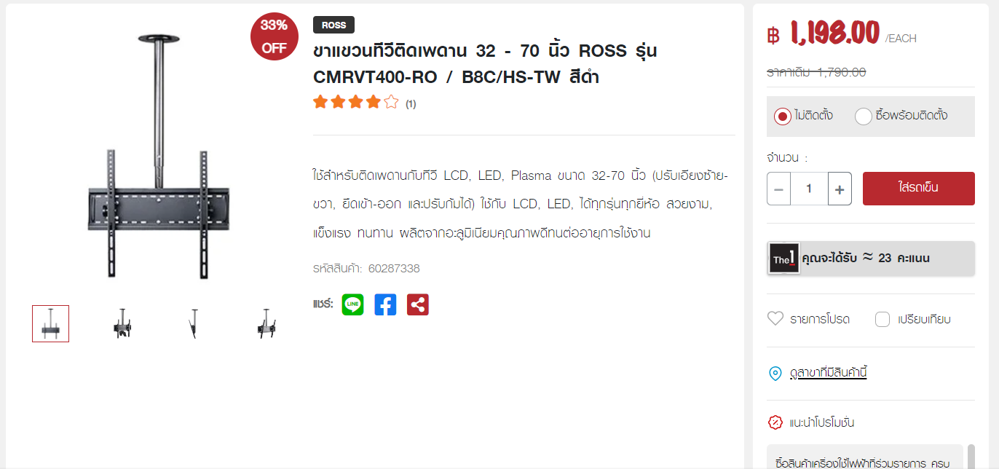 33%
OFF
ROSS
ขาแขวนทีวีติดเพดาน 32 - 70 นิ้ว ROSS รุ่น
CMRVT400-RO / B8C/HS-TW สีดำ
(1)
ใช้สำหรับติดเพดานกับทีวี LCD, LED, Plasma ขนาด 32-70 นิ้ว (ปรับเอียงซ้าย-
ขวา, ยืดเข้า-ออก และปรับก้มได้) ใช้กับ LCD, LED, ได้ทุกรุ่นทุกยี่ห้อ สวยงาม,
แข็งแรง ทนทาน ผลิตจากอะลูมิเนียมคุณภาพดีทนต่ออายุการใช้งาน
รหัสสินค้า: 60287338
แชร์: LINE
฿ 1,198.00 /EACH
ราคาเดิม 1,790.00
ไม่ติดตั้ง ซื้อพร้อมติดตั้ง
จำนวน :
− 1 + ใส่รถเข็น
The1 คุณจะได้รับ ≈ 23 คะแนน
รายการโปรด เปรียบเทียบ
ดูสาขาที่มีสินค้านี้
แนะนำโปรโมชั่น
ซื้อสินค้าเครื่องใช้ไฟฟ้าที่ร่วมรายการ ครบ